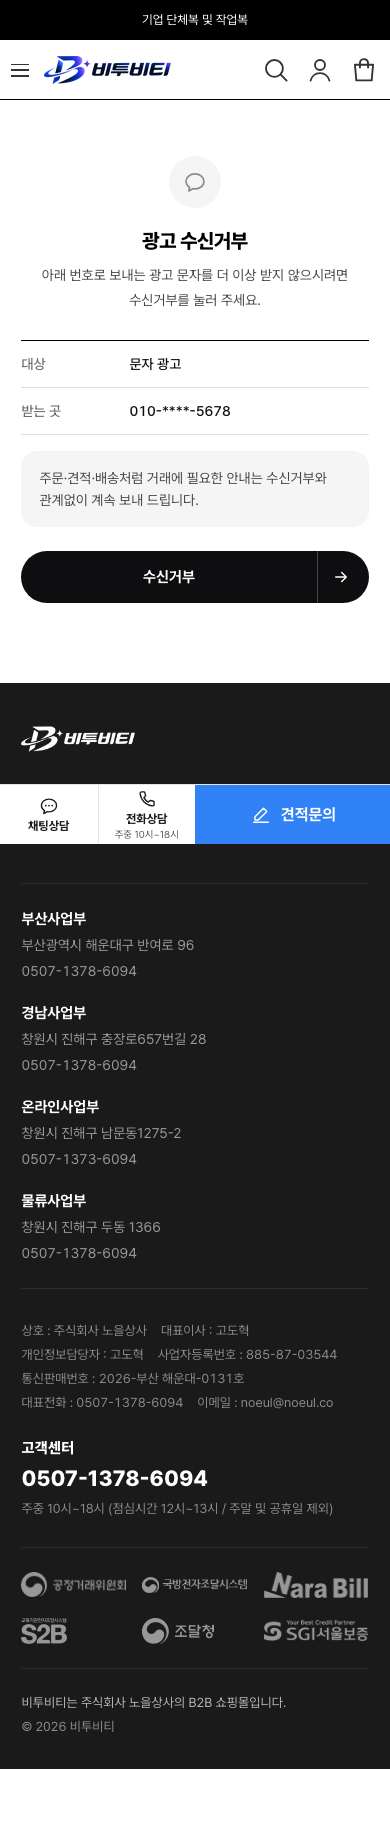 기업 단체복 및 작업복
비투비티
광고 수신거부
아래 번호로 보내는 광고 문자를 더 이상 받지 않으시려면
수신거부를 눌러 주세요.
대상 문자 광고
받는 곳 010-****-5678
주문·견적·배송처럼 거래에 필요한 안내는 수신거부와
관계없이 계속 보내 드립니다.
수신거부
비투비티
채팅상담
전화상담
주중 10시~18시
견적문의
부산사업부
부산광역시 해운대구 반여로 96
0507-1378-6094
경남사업부
창원시 진해구 충장로657번길 28
0507-1378-6094
온라인사업부
창원시 진해구 남문동1275-2
0507-1373-6094
물류사업부
창원시 진해구 두동 1366
0507-1378-6094
상호 : 주식회사 노을상사 대표이사 : 고도혁
개인정보담당자 : 고도혁 사업자등록번호 : 885-87-03544
통신판매번호 : 2026-부산 해운대-0131호
대표전화 : 0507-1378-6094 이메일 : noeul@noeul.co
고객센터
0507-1378-6094
주중 10시~18시 (점심시간 12시~13시 / 주말 및 공휴일 제외)
공정거래위원회 국방전자조달시스템 Nara Bill
S2B
조달청
Your Best Credit Partner
SGI서울보증
비투비티는 주식회사 노을상사의 B2B 쇼핑몰입니다.
© 2026 비투비티